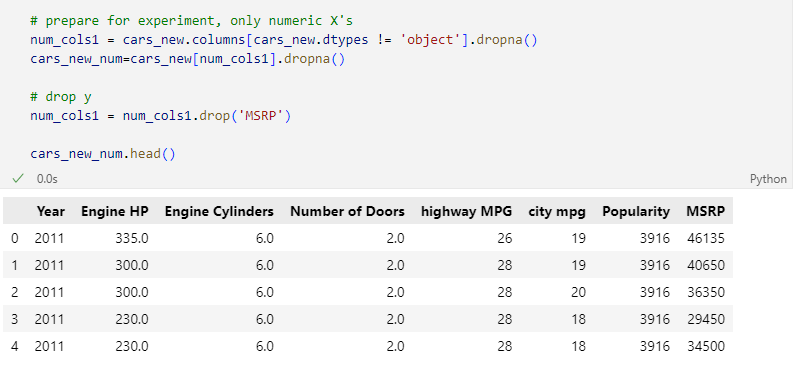 # prepare for experiment, only numeric X's
num_cols1 = cars_new.columns[cars_new.dtypes != 'object'].dropna()
cars_new_num=cars_new[num_cols1].dropna()
# drop y
num_cols1 = num_cols1.drop('MSRP')
cars_new_num.head()
✓ 0.0s Python
Year Engine HP Engine Cylinders Number of Doors highway MPG city mpg Popularity MSRP
0 2011 335.0 6.0 2.0 26 19 3916 46135
1 2011 300.0 6.0 2.0 28 19 3916 40650
2 2011 300.0 6.0 2.0 28 20 3916 36350
3 2011 230.0 6.0 2.0 28 18 3916 29450
4 2011 230.0 6.0 2.0 28 18 3916 34500